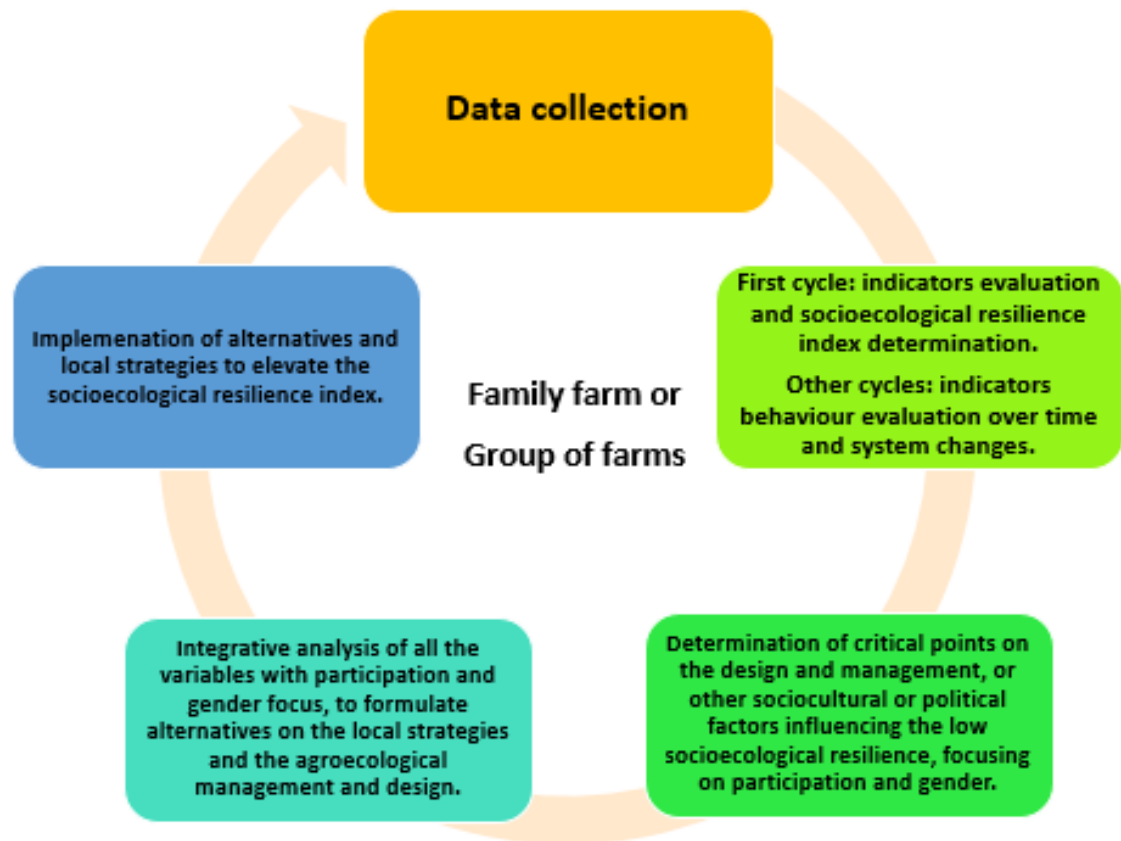 Data collection
First cycle: indicators evaluation
and socioecological resilience
index determination.
Other cycles: indicators
behaviour evaluation over time
and system changes.
Determination of critical points on
the design and management, or
other sociocultural or political
factors influencing the low
socioecological resilience, focusing
on participation and gender.
Integrative analysis of all the
variables with participation and
gender focus, to formulate
alternatives on the local strategies
and the agroecological
management and design.
Implemenation of alternatives and
local strategies to elevate the
socioecological resilience index.
Family farm or
Group of farms